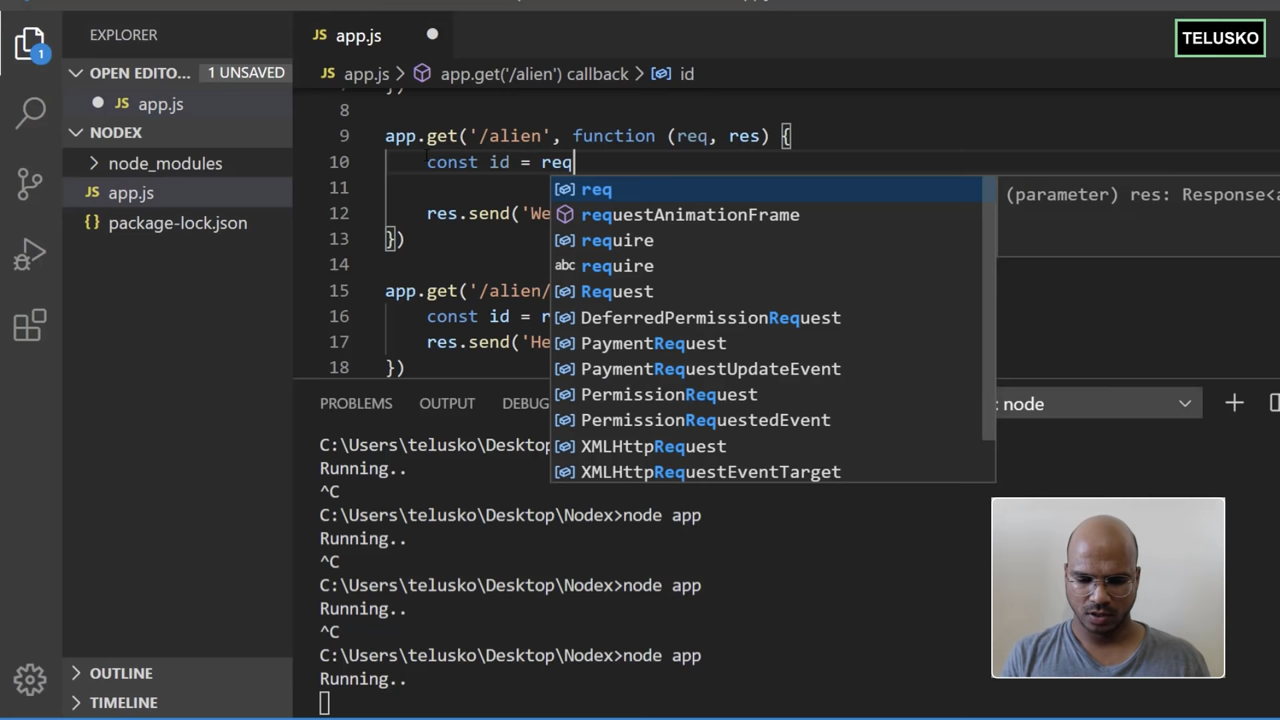 EXPLORER
JS app.js
TELUSKO
OPEN EDITO... 1 UNSAVED
JS app.js > app.get('/alien') callback > id
JS app.js
NODEX
node_modules
JS app.js
{} package-lock.json
8
9 app.get('/alien', function (req, res) {
10 const id = req
11
12 res.send('We
13 })
14
15 app.get('/alien/
16 const id = r
17 res.send('He
18 })
req
requestAnimationFrame
require
abc require
Request
DeferredPermissionRequest
PaymentRequest
PaymentRequestUpdateEvent
PermissionRequest
PermissionRequestedEvent
XMLHttpRequest
XMLHttpRequestEventTarget
(parameter) res: Response<a
PROBLEMS OUTPUT DEBUG : node
C:\Users\telusko\Desktop\
Running..
^C
C:\Users\telusko\Desktop\Nodex>node app
Running..
^C
C:\Users\telusko\Desktop\Nodex>node app
Running..
^C
C:\Users\telusko\Desktop\Nodex>node app
Running..
OUTLINE
TIMELINE
1